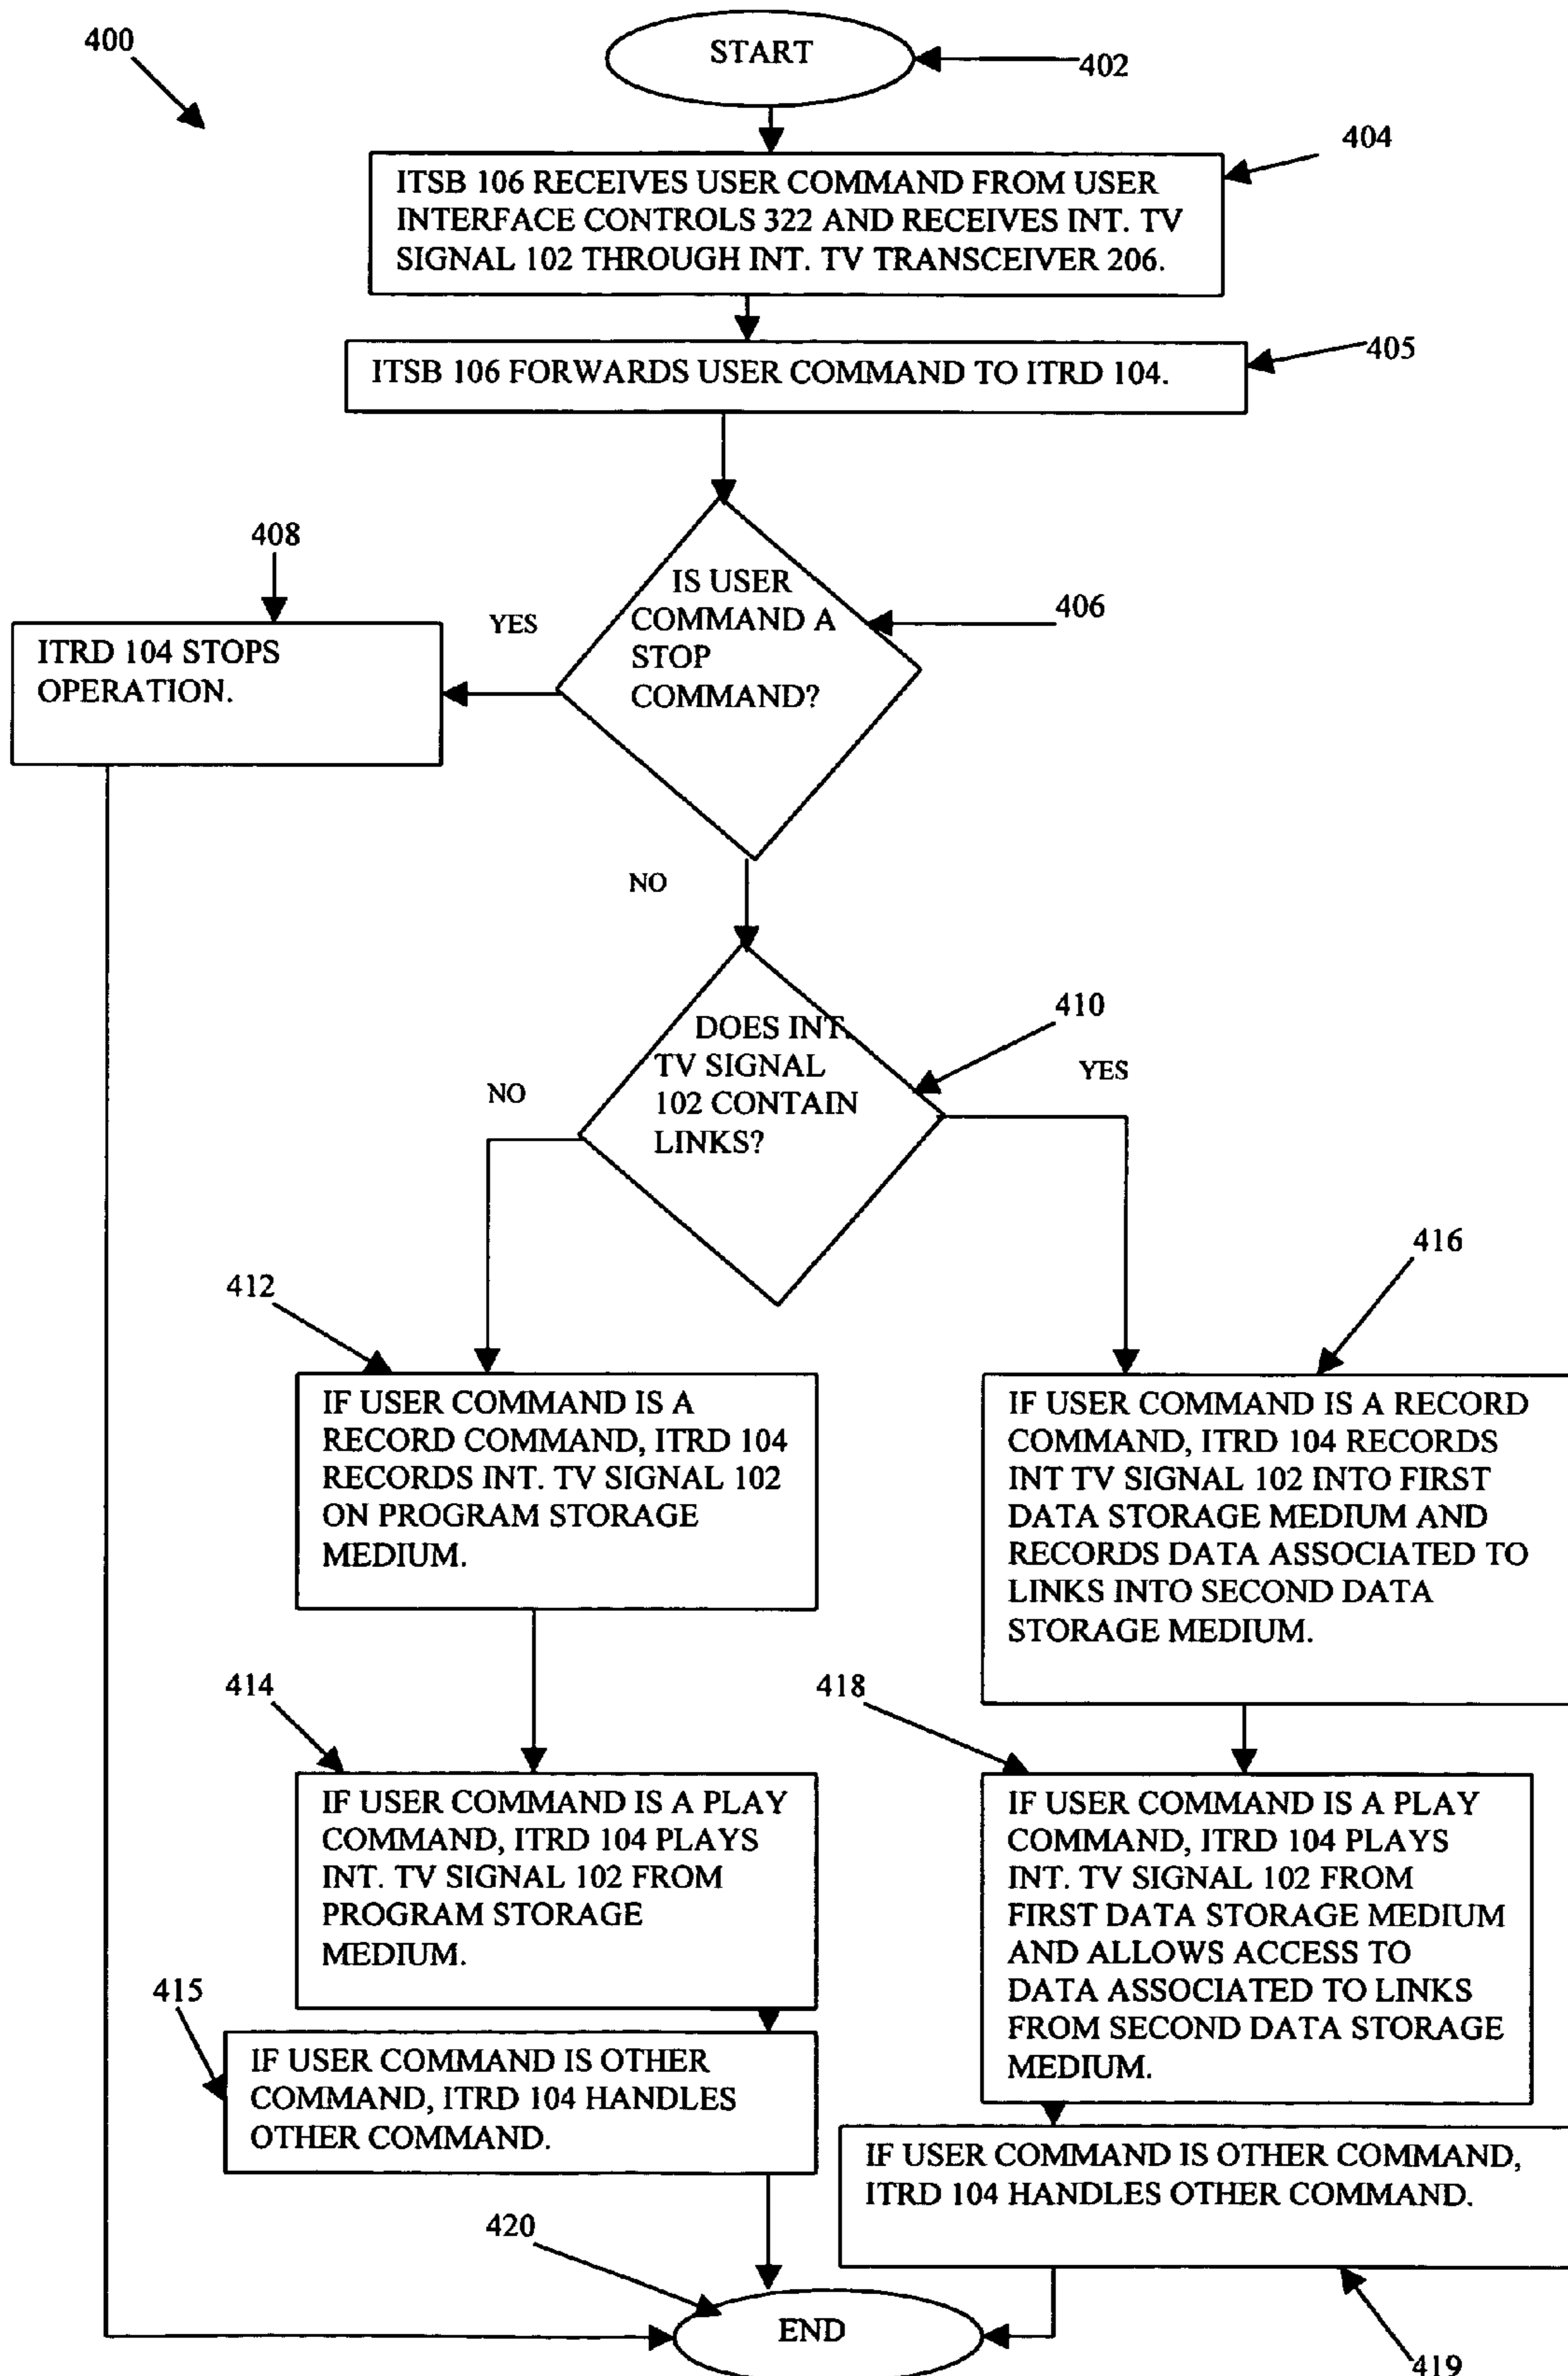 400
START
402
404
ITSB 106 RECEIVES USER COMMAND FROM USER
INTERFACE CONTROLS 322 AND RECEIVES INT. TV
SIGNAL 102 THROUGH INT. TV TRANSCEIVER 206.
405
ITSB 106 FORWARDS USER COMMAND TO ITRD 104.
408
IS USER
COMMAND A
STOP
COMMAND?
406
YES
ITRD 104 STOPS
OPERATION.
NO
DOES INT.
TV SIGNAL
102 CONTAIN
LINKS?
410
NO
YES
412
416
IF USER COMMAND IS A
RECORD COMMAND, ITRD 104
RECORDS INT. TV SIGNAL 102
ON PROGRAM STORAGE
MEDIUM.
IF USER COMMAND IS A RECORD
COMMAND, ITRD 104 RECORDS
INT TV SIGNAL 102 INTO FIRST
DATA STORAGE MEDIUM AND
RECORDS DATA ASSOCIATED TO
LINKS INTO SECOND DATA
STORAGE MEDIUM.
414
418
IF USER COMMAND IS A PLAY
COMMAND, ITRD 104 PLAYS
INT. TV SIGNAL 102 FROM
PROGRAM STORAGE
MEDIUM.
IF USER COMMAND IS A PLAY
COMMAND, ITRD 104 PLAYS
INT. TV SIGNAL 102 FROM
FIRST DATA STORAGE MEDIUM
AND ALLOWS ACCESS TO
DATA ASSOCIATED TO LINKS
FROM SECOND DATA STORAGE
MEDIUM.
415
IF USER COMMAND IS OTHER
COMMAND, ITRD 104 HANDLES
OTHER COMMAND.
IF USER COMMAND IS OTHER COMMAND,
ITRD 104 HANDLES OTHER COMMAND.
420
END
419